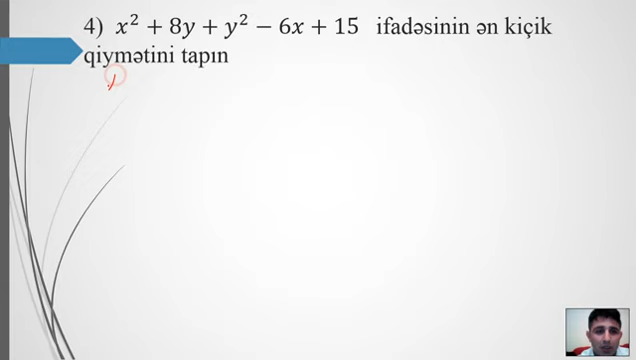 4) x² + 8y + y² − 6x + 15 ifadəsinin ən kiçik
qiymətini tapın